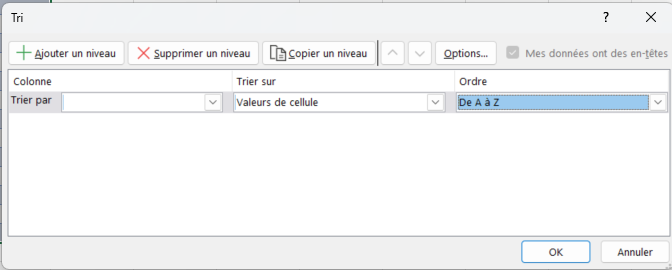 Tri
?
Ajouter un niveau Supprimer un niveau Copier un niveau Options... Mes données ont des en-têtes
Colonne Trier sur Ordre
Trier par Valeurs de cellule De A à Z
OK Annuler